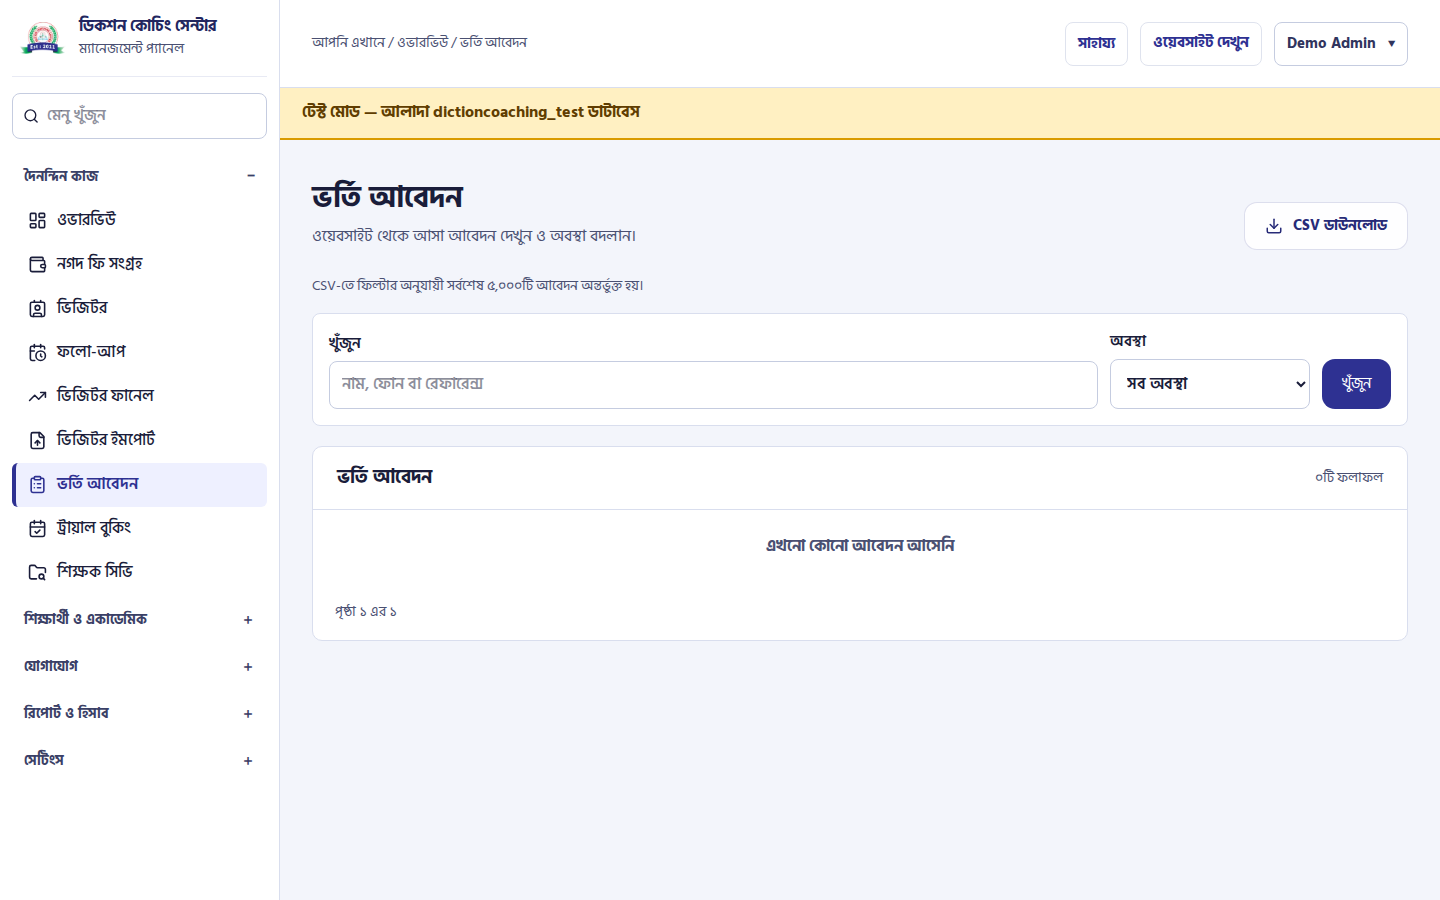 ডিকশন কোচিং সেন্টার
ম্যানেজমেন্ট প্যানেল
Est : 2011
মেনু খুঁজুন
দৈনন্দিন কাজ −
ওভারভিউ
নগদ ফি সংগ্রহ
ভিজিটর
ফলো-আপ
ভিজিটর ফানেল
ভিজিটর ইমপোর্ট
ভর্তি আবেদন
ট্রায়াল বুকিং
শিক্ষক সিভি
শিক্ষার্থী ও একাডেমিক +
যোগাযোগ +
রিপোর্ট ও হিসাব +
সেটিংস +
আপনি এখানে / ওভারভিউ / ভর্তি আবেদন
সাহায্য
ওয়েবসাইট দেখুন
Demo Admin ▾
টেস্ট মোড — আলাদা dictioncoaching_test ডাটাবেস
ভর্তি আবেদন
ওয়েবসাইট থেকে আসা আবেদন দেখুন ও অবস্থা বদলান।
CSV ডাউনলোড
CSV-তে ফিল্টার অনুযায়ী সর্বশেষ ৫,০০০টি আবেদন অন্তর্ভুক্ত হয়।
খুঁজুন
নাম, ফোন বা রেফারেন্স
অবস্থা
সব অবস্থা
খুঁজুন
ভর্তি আবেদন
০টি ফলাফল
এখনো কোনো আবেদন আসেনি
পৃষ্ঠা ১ এর ১